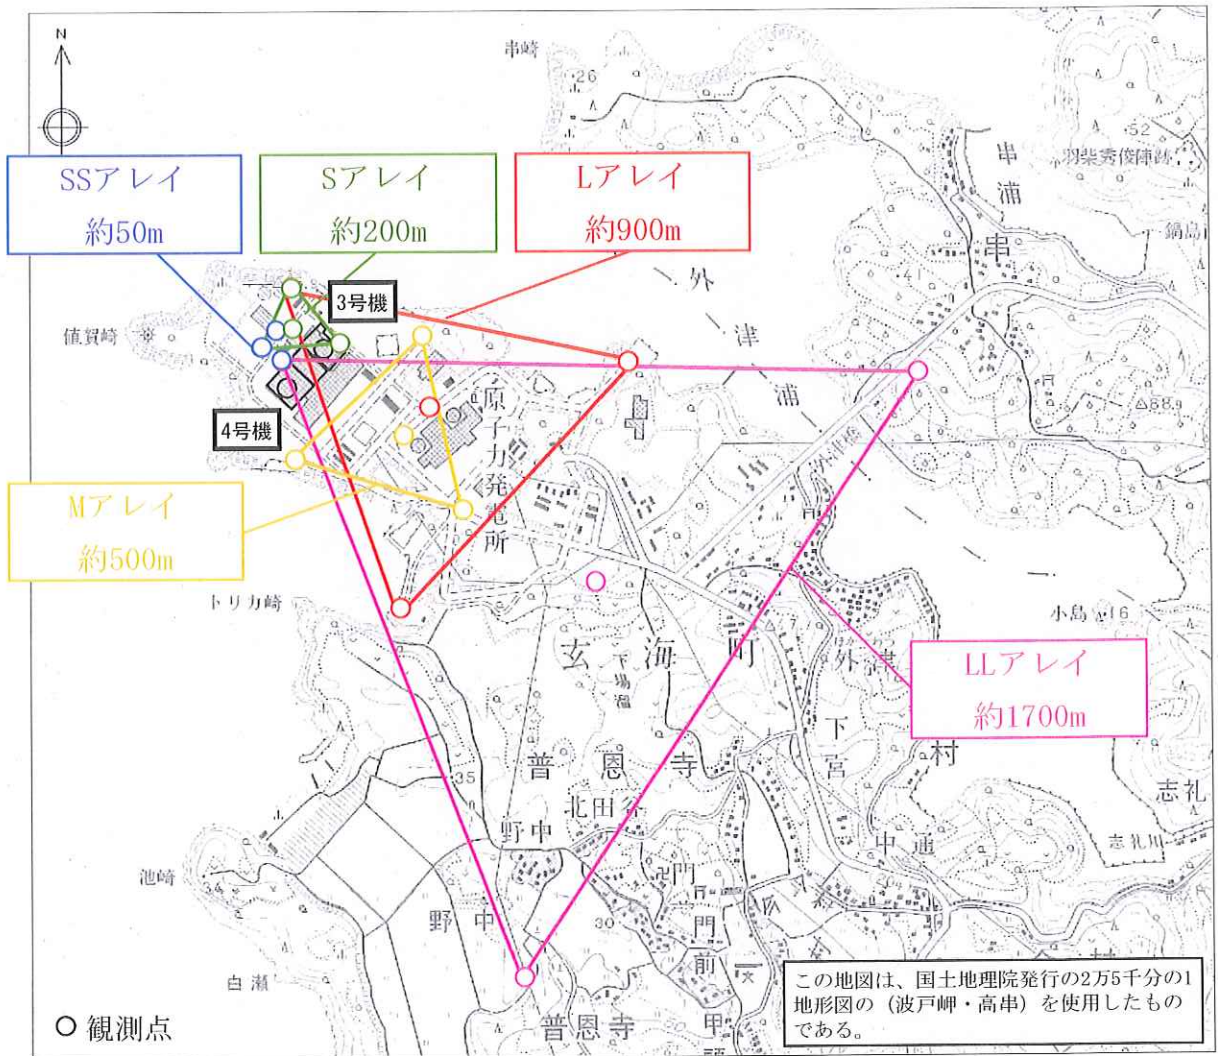 N
串崎
26
52
羽柴秀俊陣跡
串浦
鍋島
SSアレイ
約50m
Sアレイ
約200m
Lアレイ
約900m
串
41
外津浦
3号機
値賀崎
4号機
原子力発電所
Mアレイ
約500m
トリカ崎
小島
16
玄海町
外津
LLアレイ
約1700m
下宮
村
普恩寺
35
北田谷
野中
志礼
中通
志礼川
池崎
門
野中
30
門前
白瀬
普恩寺
この地図は、国土地理院発行の2万5千分の1
地形図の（波戸岬・高串）を使用したもの
である。
○ 観測点